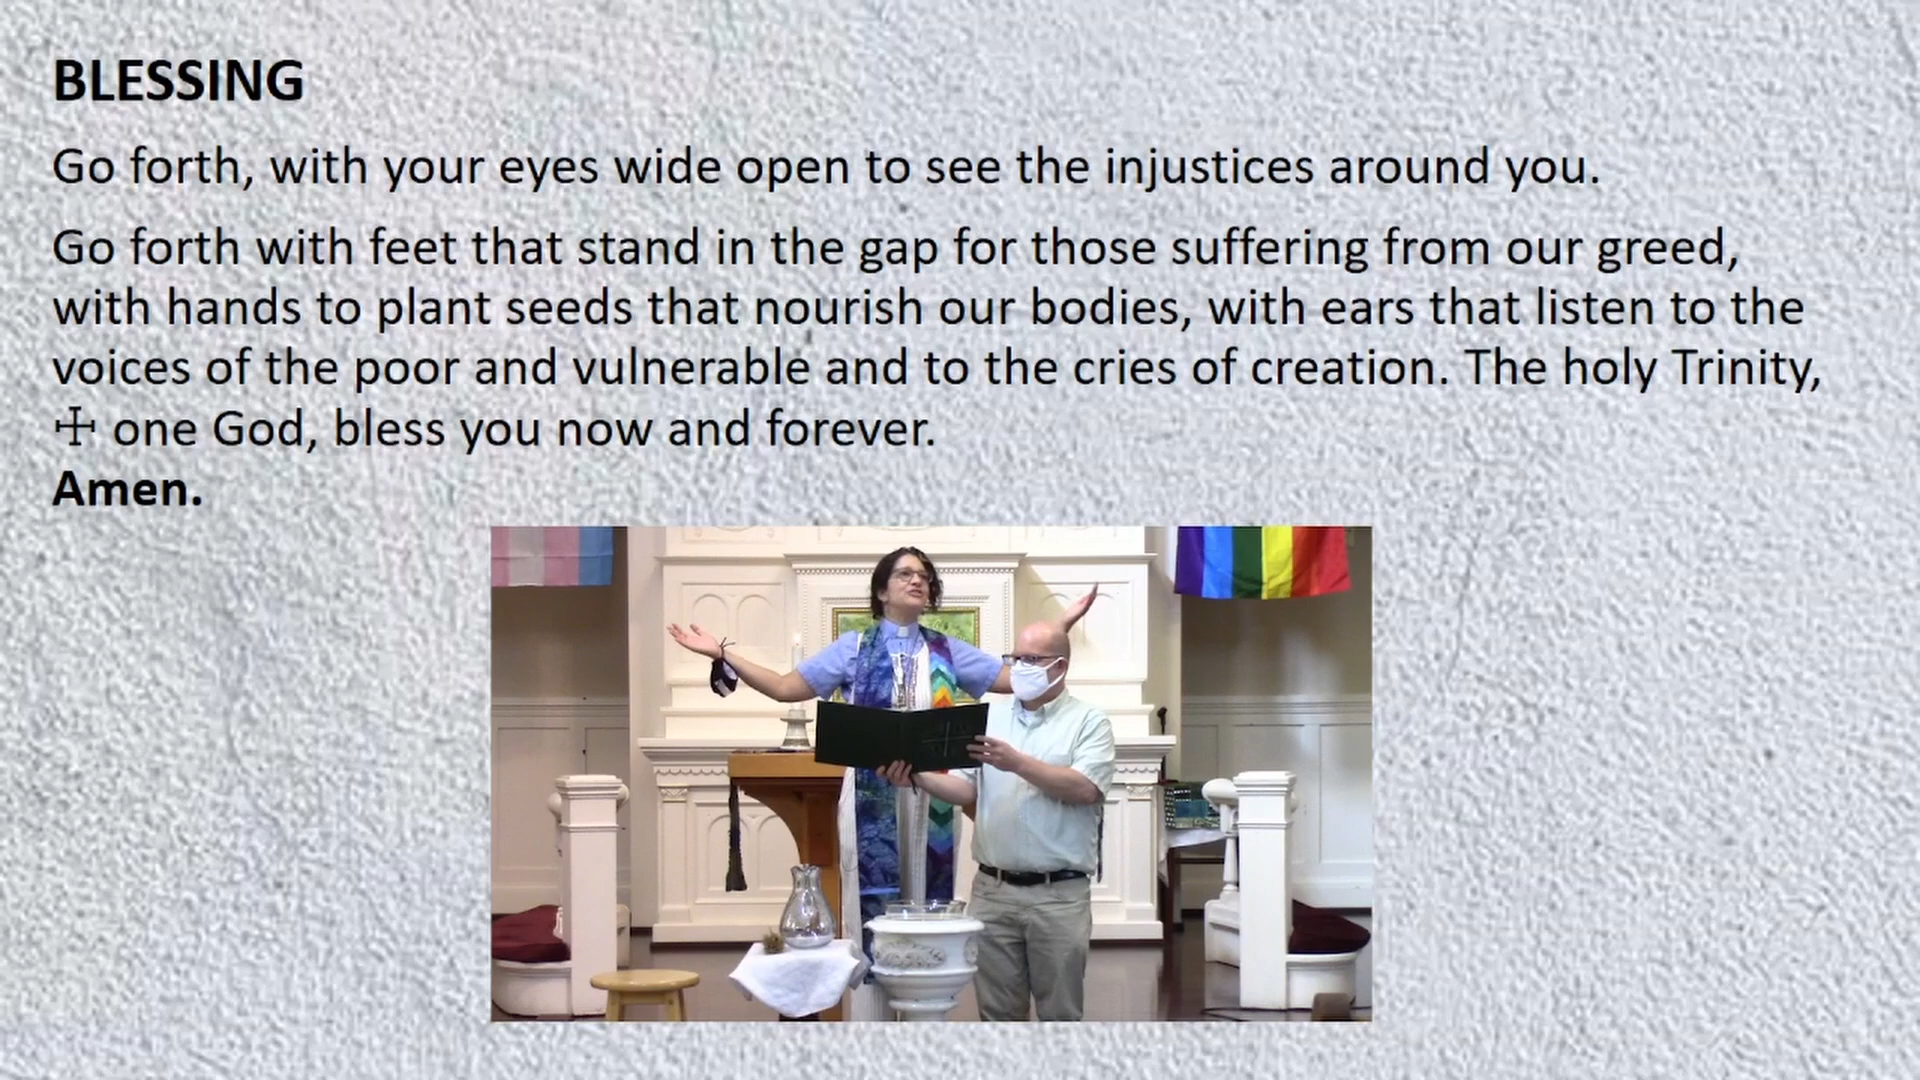 BLESSING
Go forth, with your eyes wide open to see the injustices around you.
Go forth with feet that stand in the gap for those suffering from our greed,
with hands to plant seeds that nourish our bodies, with ears that listen to the
voices of the poor and vulnerable and to the cries of creation. The holy Trinity,
☩ one God, bless you now and forever.
Amen.